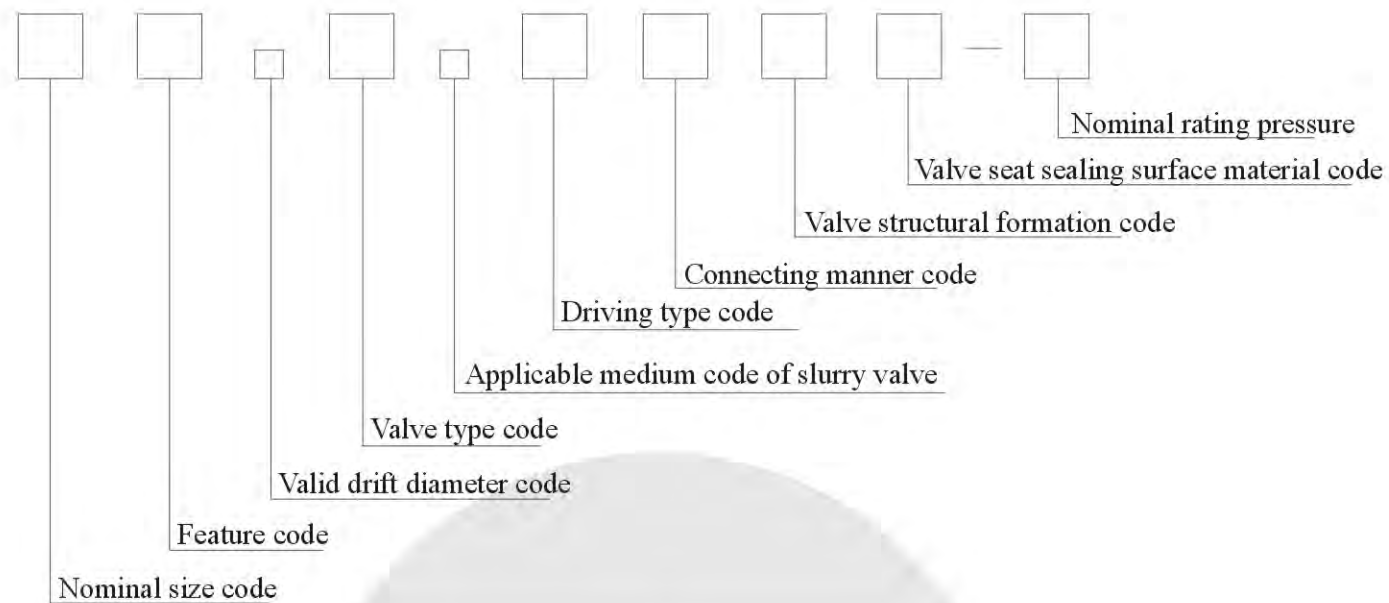 Nominal rating pressure
Valve seat sealing surface material code
Valve structural formation code
Connecting manner code
Driving type code
Applicable medium code of slurry valve
Valve type code
Valid drift diameter code
Feature code
Nominal size code